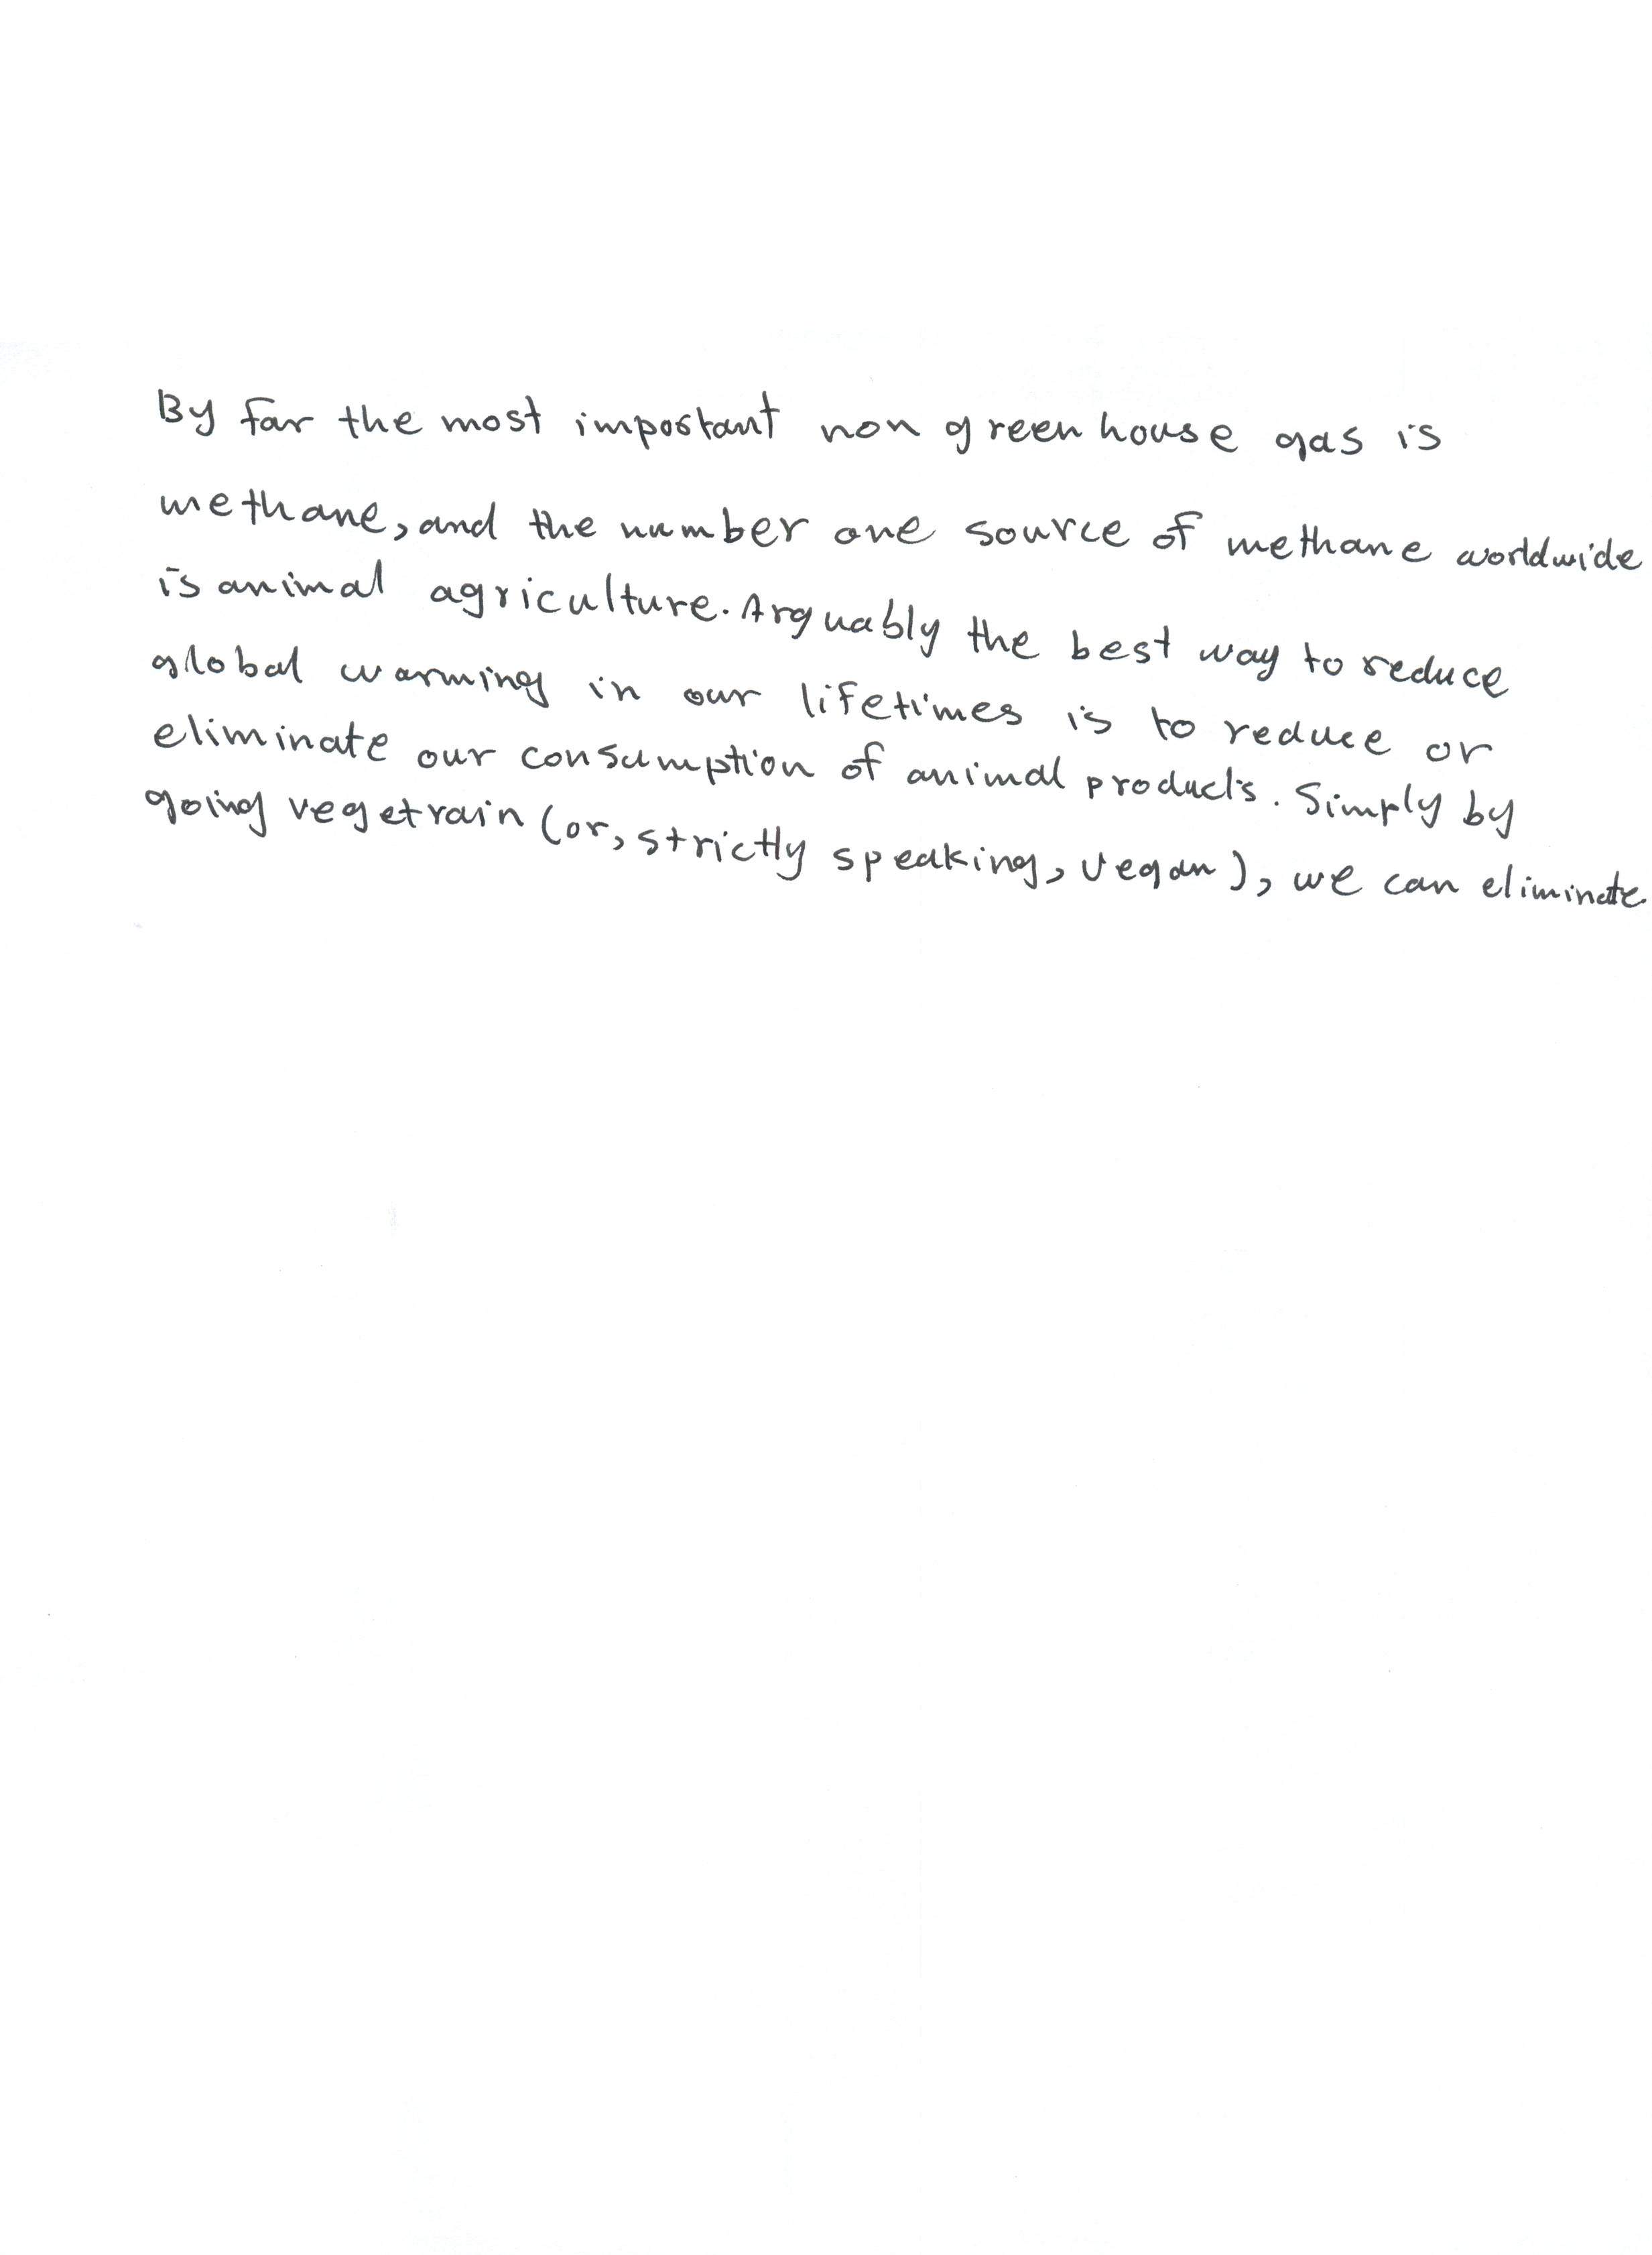 By far the most important non greenhouse gas is
methane, and the number one source of methane worldwide
is animal agriculture. Arguably the best way to reduce
global warming in our lifetimes is to reduce or
eliminate our consumption of animal products. Simply by
going vegetrain (or, strictly speaking, vegan), we can eliminate